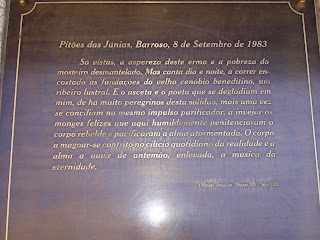 Pitões das Júnias, Barroso, 8 de Setembro de 1983
Só vistas, a aspereza deste ermo e a pobreza do
mosteiro desmantelado. Mas canta dia e noite, a correr en-
costado às fundações do velho cenóbio beneditino, um
ribeiro lustral. E o asceta e o poeta que se degladiam em
mim, de há muito peregrinos desta solidão, mais uma vez
se conciliam no mesmo impulso purificador, a invejar os
monges felizes que aqui humildemente penitenciaram o
corpo rebelde e pacificaram a alma atormentada. O corpo
a magoar-se contrito no cilício quotidiano da realidade e a
alma a ouvir de antemão, enlevada, a música da
eternidade.